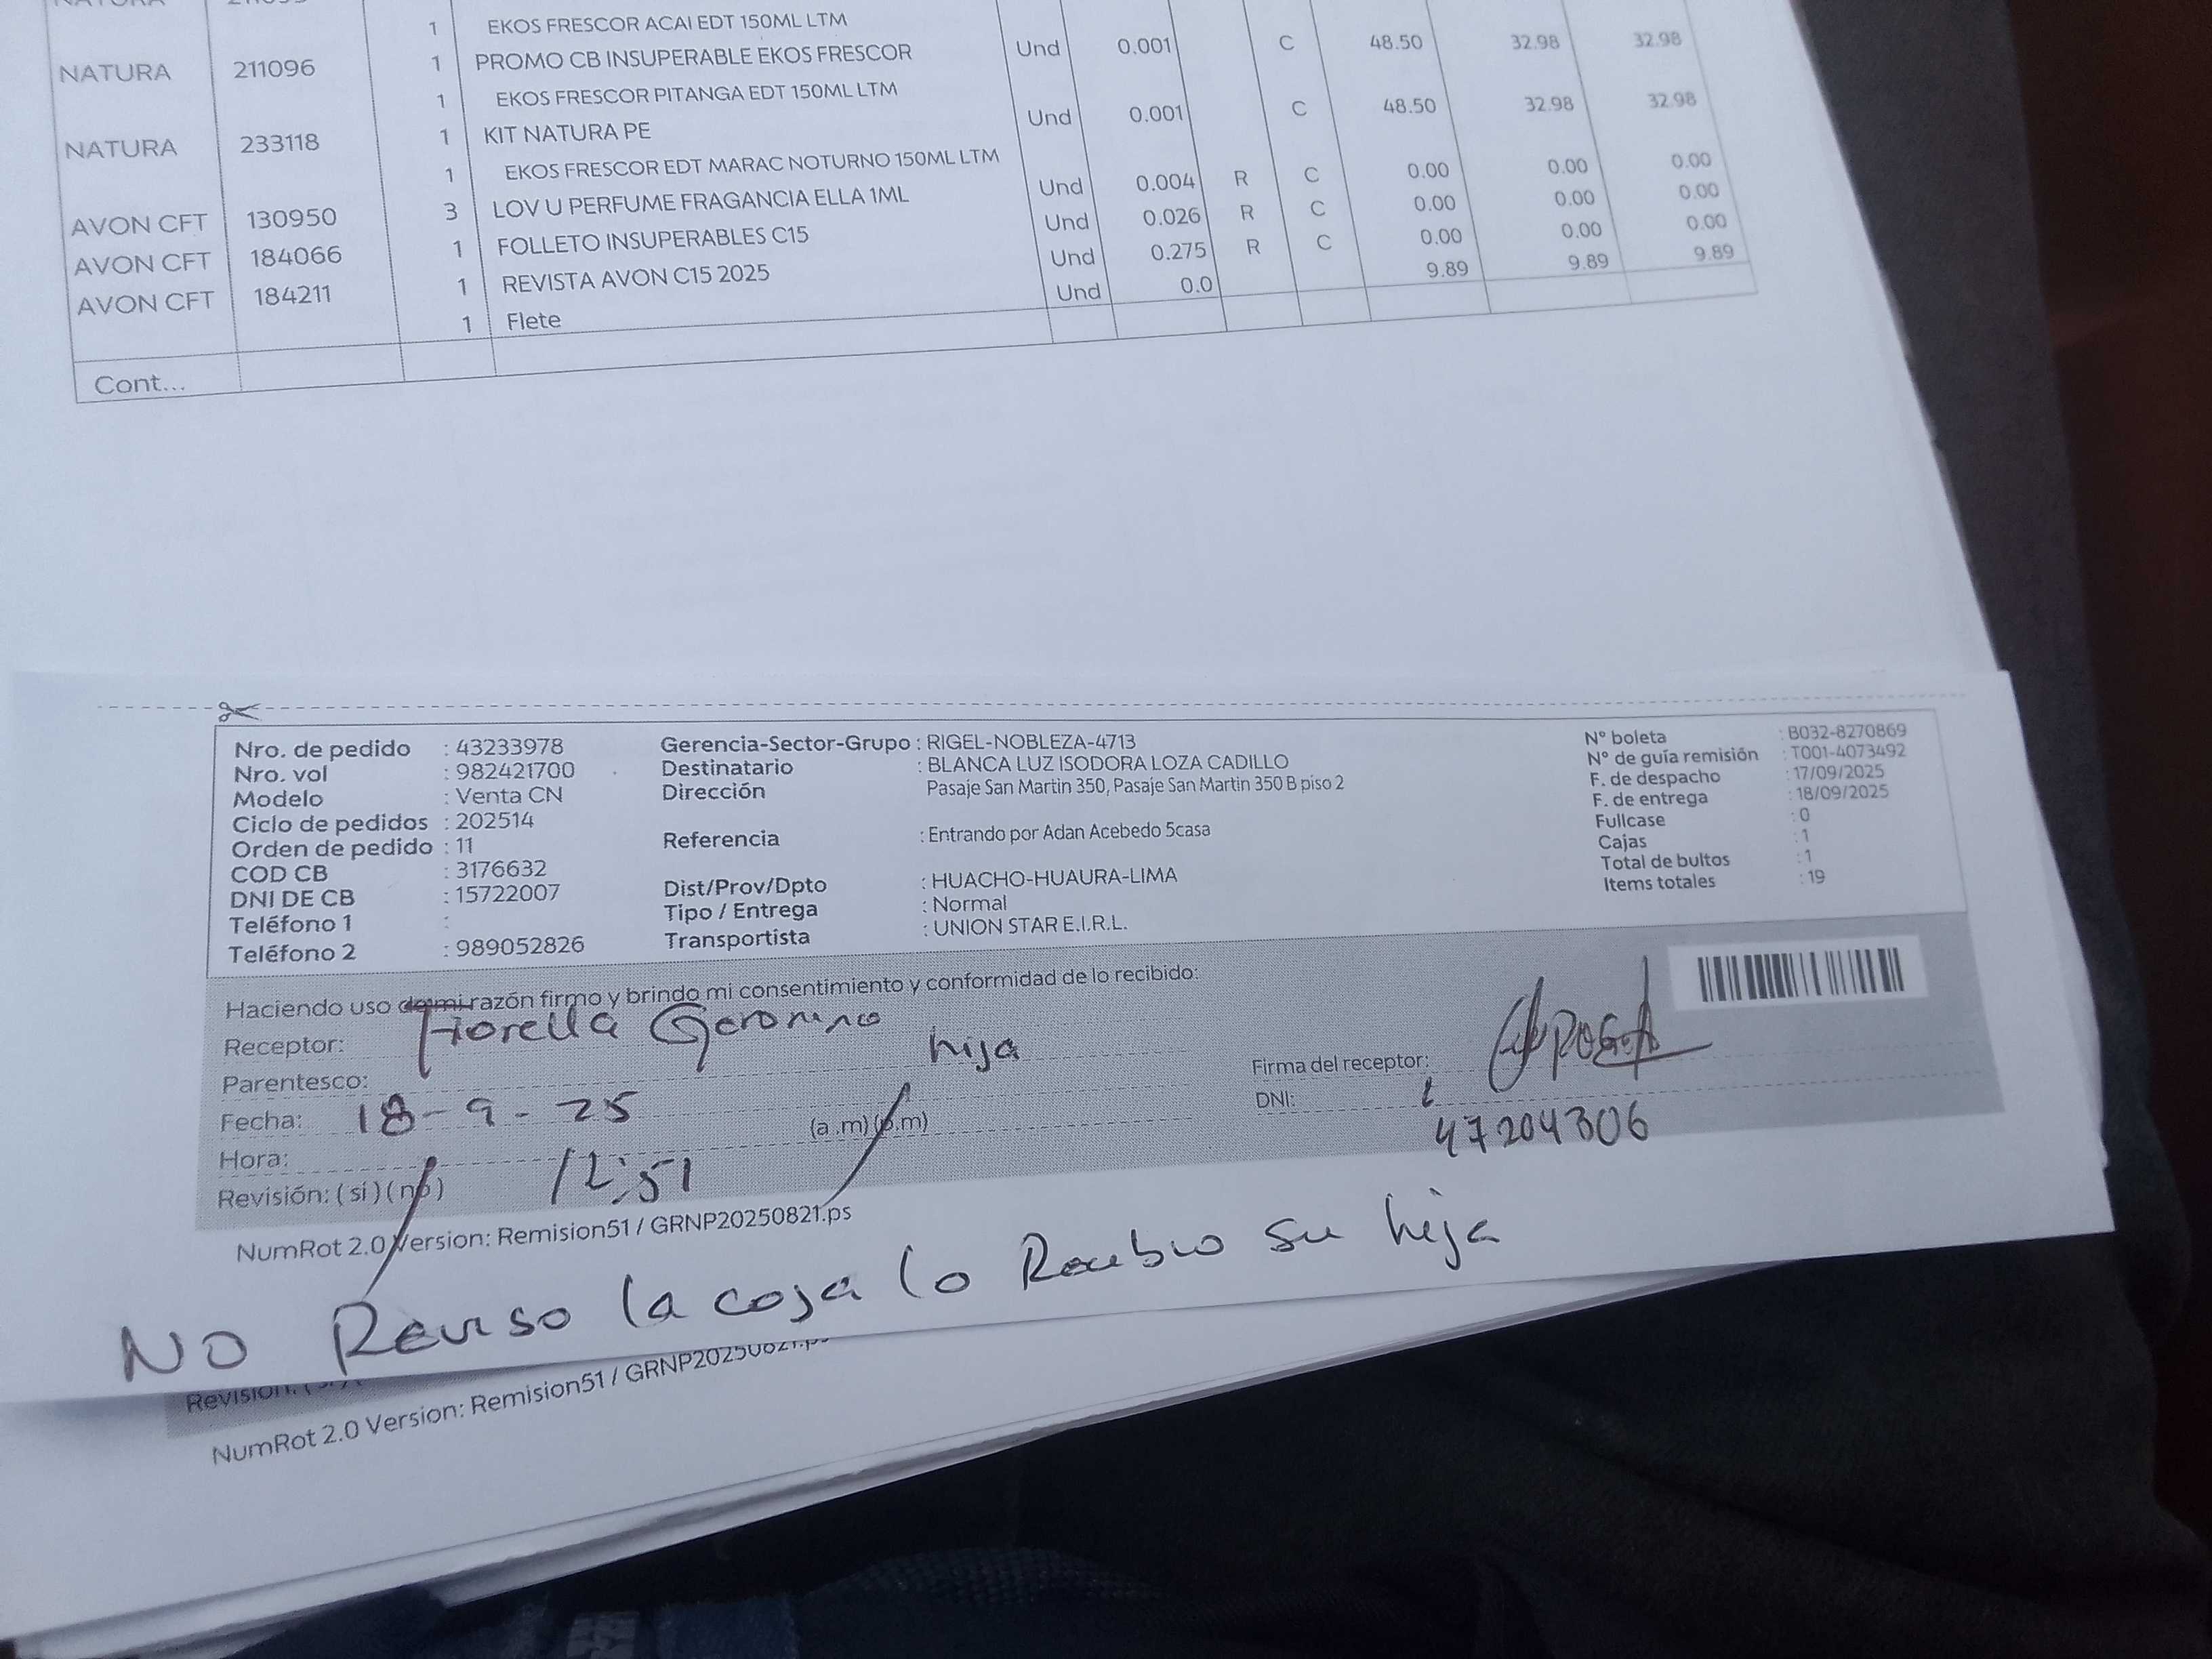 1 EKOS FRESCOR ACAI EDT 150ML LTM
NATURA 211096 1 PROMO CB INSUPERABLE EKOS FRESCOR Und 0.001 C 48.50 32.98 32.98
1 EKOS FRESCOR PITANGA EDT 150ML LTM
NATURA 233118 1 KIT NATURA PE Und 0.001 C 48.50 32.98 32.98
1 EKOS FRESCOR EDT MARAC NOTURNO 150ML LTM
AVON CFT 130950 3 LOV U PERFUME FRAGANCIA ELLA 1ML Und 0.004 R C 0.00 0.00 0.00
AVON CFT 184066 1 FOLLETO INSUPERABLES C15 Und 0.026 R C 0.00 0.00 0.00
AVON CFT 184211 1 REVISTA AVON C15 2025 Und 0.275 R C 0.00 0.00 0.00
1 Flete Und 0.0 9.89 9.89 9.89
Cont...
Nro. de pedido : 43233978
Nro. vol : 982421700
Modelo : Venta CN
Ciclo de pedidos : 202514
Orden de pedido : 11
COD CB : 3176632
DNI DE CB : 15722007
Teléfono 1 :
Teléfono 2 : 989052826
Gerencia-Sector-Grupo : RIGEL-NOBLEZA-4713
Destinatario : BLANCA LUZ ISODORA LOZA CADILLO
Dirección Pasaje San Martin 350, Pasaje San Martin 350 B piso 2
Referencia : Entrando por Adan Acebedo 5casa
Dist/Prov/Dpto : HUACHO-HUAURA-LIMA
Tipo / Entrega : Normal
Transportista : UNION STAR E.I.R.L.
N° boleta : B032-8270869
N° de guía remisión : T001-4073492
F. de despacho : 17/09/2025
F. de entrega : 18/09/2025
Fullcase : 0
Cajas : 1
Total de bultos : 1
Items totales : 19
Haciendo uso de mi razón firmo y brindo mi consentimiento y conformidad de lo recibido:
Receptor: Fiorella Geronimo
Parentesco: hija
Fecha: 18-9-25
Hora: 12:51 (a.m)(p.m)
Revisión: (sí) (no)
Firma del receptor:
DNI: 47204306
NumRot 2.0 Version: Remision51 / GRNP20250821.ps
NO Reviso la caja lo Recibio su hija
Revisión:
NumRot 2.0 Version: Remision51 / GRNP20250821.ps